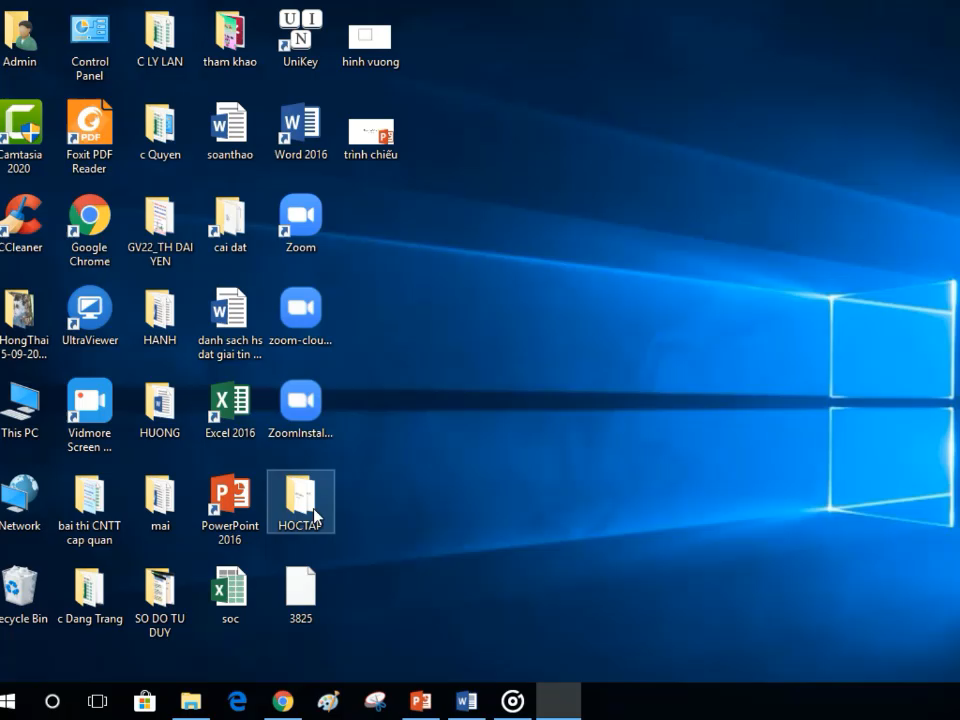 Admin
Control
Panel
C LY LAN
tham khao
U I
N
UniKey
hinh vuong
Camtasia
2020
PDF
Foxit PDF
Reader
c Quyen
W
soanthao
W
Word 2016
P
trình chiếu
CCleaner
Google
Chrome
GV22_TH DAI
YEN
cai dat
Zoom
HongThai
5-09-20...
UltraViewer
HANH
W
danh sach hs
dat giai tin ...
zoom-clou...
This PC
Vidmore
Screen ...
HUONG
X
Excel 2016
ZoomInstal...
Network
bai thi CNTT
cap quan
mai
P
PowerPoint
2016
HOCTAP
ecycle Bin
c Dang Trang
SO DO TU
DUY
X
soc
3825
P
W